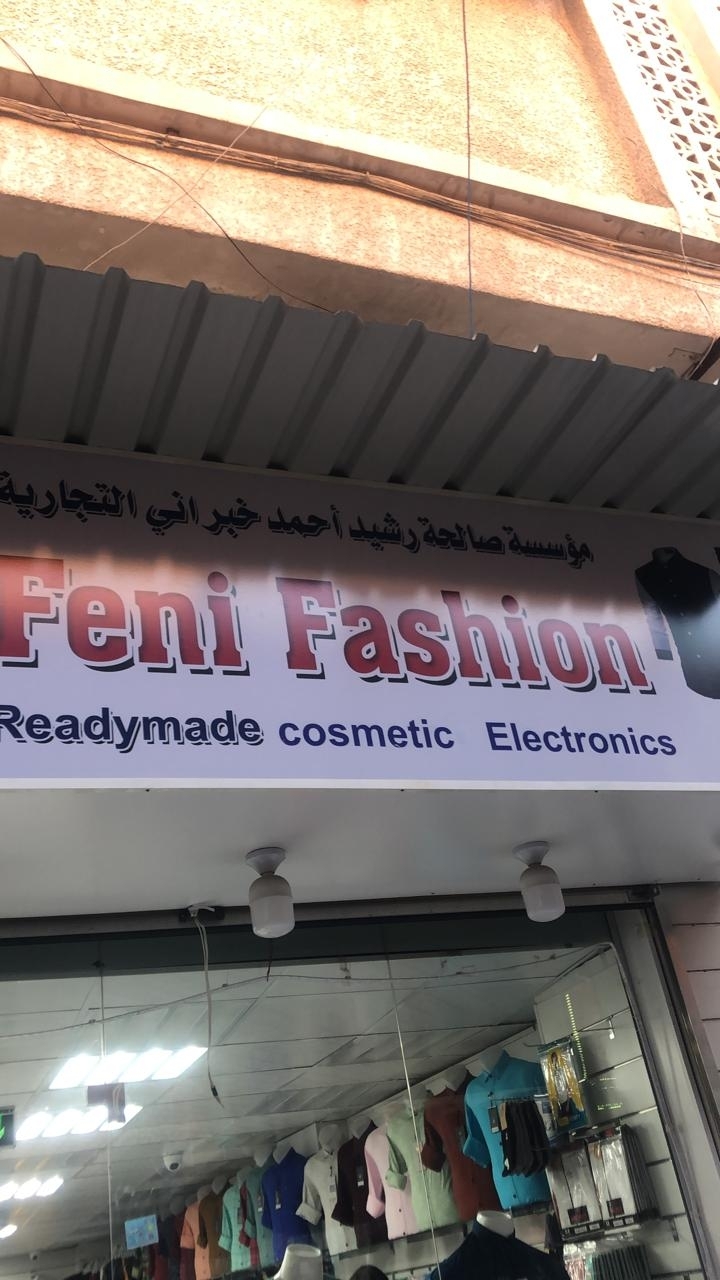 مؤسسة صالحة رشيد أحمد خبراني التجارية
Feni Fashion
Readymade cosmetic Electronics